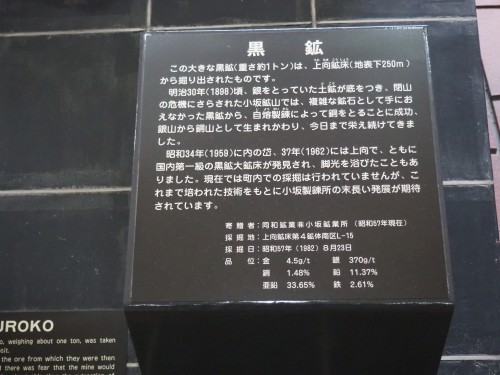 黒鉱
この大きな黒鉱(重さ約1トン)は、上向鉱床(地表下250m)
から掘り出されたものです。
明治30年(1898)頃、銀をとっていた土鉱が底をつき、閉山
の危機にさらされた小坂鉱山では、複雑な鉱石として手にお
えなかった黒鉱から、自熔製錬によって銅をとることに成功、
銀山から銅山として生まれかわり、今日まで栄え続けてきま
した。
昭和34年(1959)に内の岱、37年(1962)には上向で、ともに
国内第一級の黒鉱大鉱床が発見され、脚光を浴びたこともあ
りました。現在では町内での採掘は行われていませんが、こ
れまで培われた技術をもとに小坂製錬所の末長い発展が期待
されています。
寄贈者:同和鉱業㈱小坂鉱業所 (昭和57年現在)
採掘地:上向鉱床第4鉱体南区L-15
採掘日:昭和57年(1982)8月23日
品位:金 4.5g/t 銀 370g/t
銅 1.48% 鉛 11.37%
亜鉛 33.65% 鉄 2.61%
UROKO
o, weighing about one ton, was taken
sit.
the ore from which they were then
d there was fear that the mine would